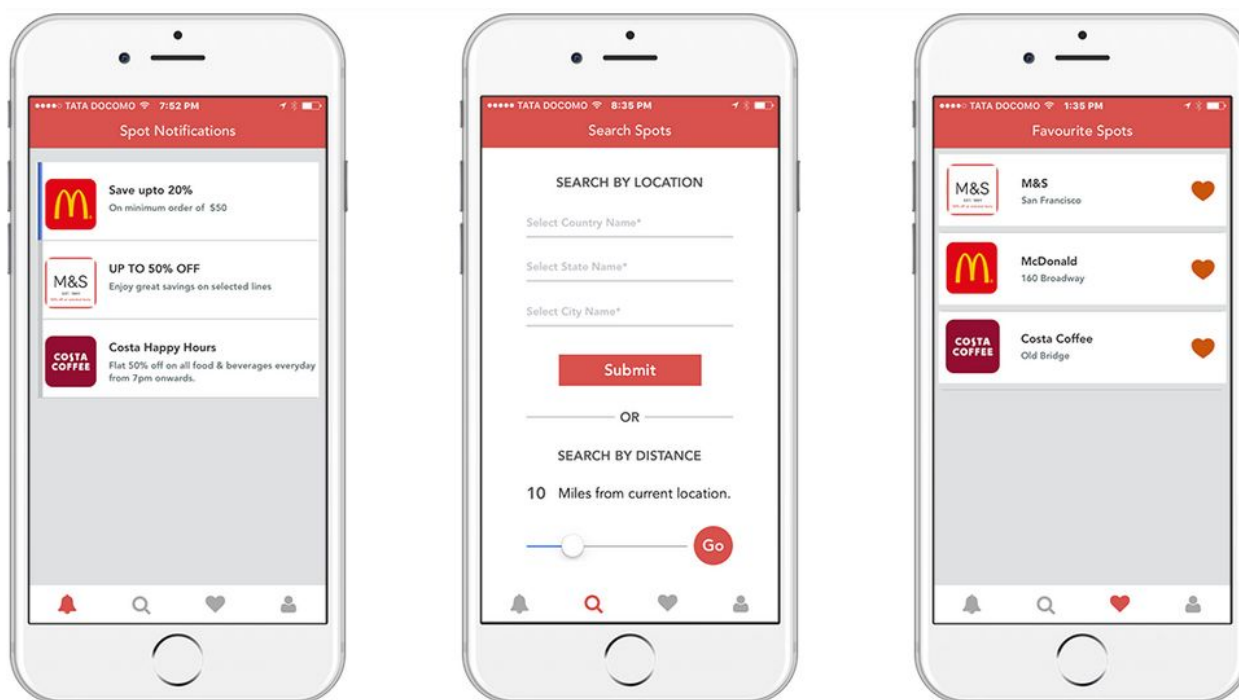 TATA DOCOMO 7:52 PM
Spot Notifications
Save upto 20%
On minimum order of $50
M&S
UP TO 50% OFF
Enjoy great savings on selected lines
COSTA
COFFEE
Costa Happy Hours
Flat 50% off on all food & beverages everyday
from 7pm onwards.
TATA DOCOMO 8:35 PM
Search Spots
SEARCH BY LOCATION
Select Country Name*
Select State Name*
Select City Name*
Submit
OR
SEARCH BY DISTANCE
10 Miles from current location.
Go
TATA DOCOMO 1:35 PM
Favourite Spots
M&S
M&S
San Francisco
McDonald
160 Broadway
COSTA
COFFEE
Costa Coffee
Old Bridge